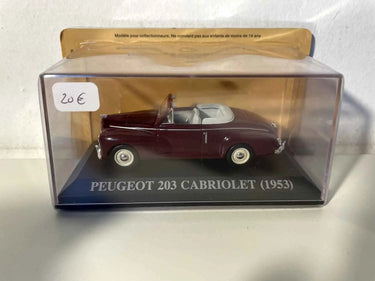 Modèle pour collectionneurs. Ne convient pas aux enfants de moins de 14 ans
20€
PEUGEOT 203 CABRIOLET (1953)